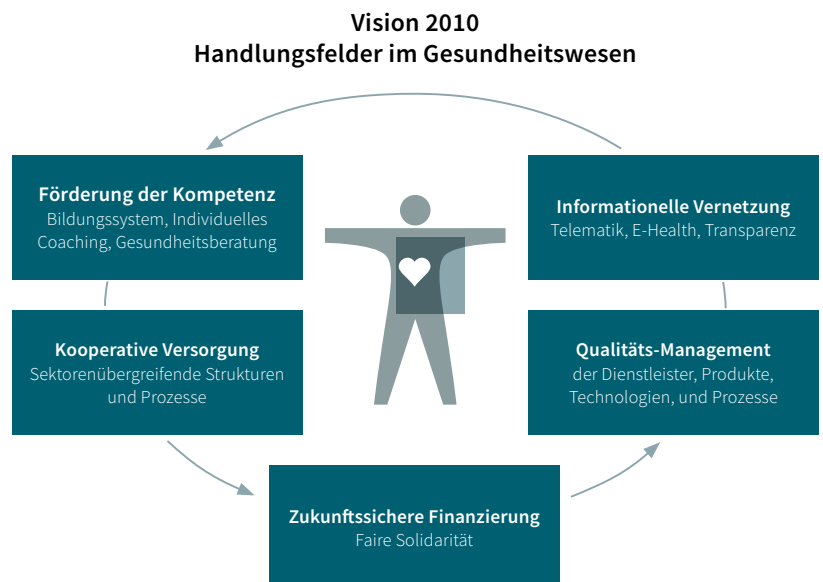 Vision 2010
Handlungsfelder im Gesundheitswesen
Förderung der Kompetenz
Bildungssystem, Individuelles
Coaching, Gesundheitsberatung
Informationelle Vernetzung
Telematik, E-Health, Transparenz
Kooperative Versorgung
Sektorenübergreifende Strukturen
und Prozesse
Qualitäts-Management
der Dienstleister, Produkte,
Technologien, und Prozesse
Zukunftssichere Finanzierung
Faire Solidarität